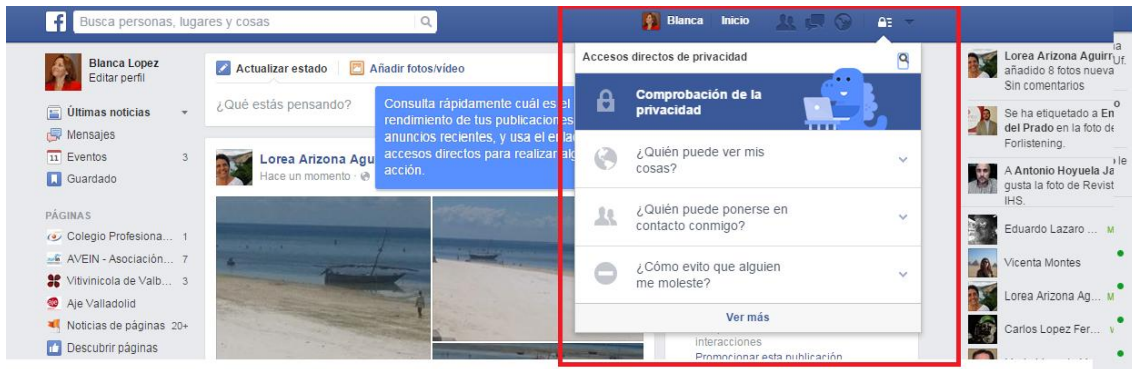 Busca personas, lugares y cosas
Blanca Inicio
Blanca Lopez
Editar perfil
Últimas noticias
Mensajes
Eventos 3
Guardado
PÁGINAS
Colegio Profesiona... 1
AVEIN - Asociación... 7
Vitivinicola de Valb... 3
Aje Valladolid
Noticias de páginas 20+
Descubrir páginas
Actualizar estado Añadir fotos/vídeo
¿Qué estás pensando?
Consulta rápidamente cuál es el
rendimiento de tus publicaciones
anuncios recientes, y usa el
accesos directos para realizar
acción.
Lorea Arizona Agu
Hace un momento
Accesos directos de privacidad
Comprobación de la
privacidad
¿Quién puede ver mis
cosas?
¿Quién puede ponerse en
contacto conmigo?
¿Cómo evito que alguien
me moleste?
Ver más
interacciones
Promocionar esta publicación
Lorea Arizona Aguirr
añadido 8 fotos nueva
Sin comentarios
Se ha etiquetado a En
del Prado en la foto de
Forlistening.
A Antonio Hoyuela Ja
gusta la foto de Revist
IHS.
Eduardo Lazaro ...
Vicenta Montes
Lorea Arizona Ag...
Carlos Lopez Fer...